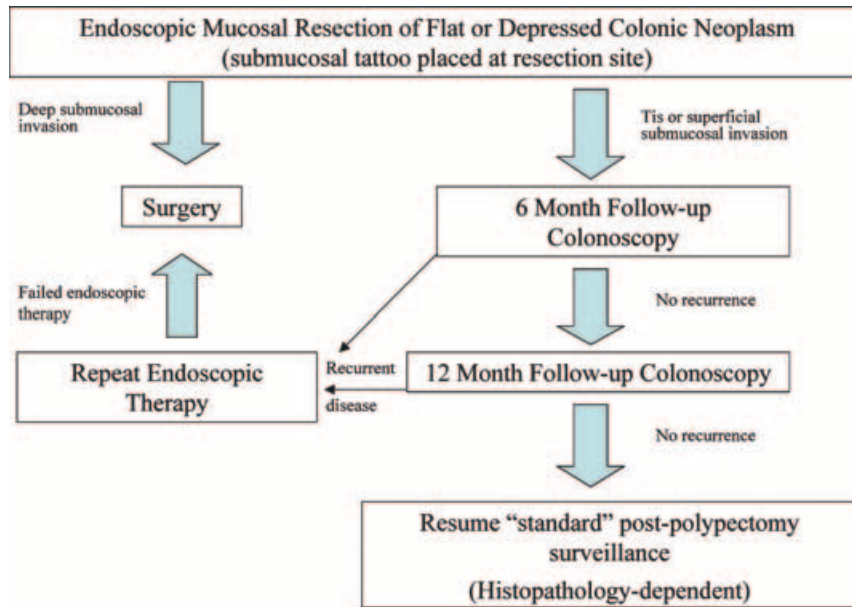 Endoscopic Mucosal Resection of Flat or Depressed Colonic Neoplasm
(submucosal tattoo placed at resection site)
Deep submucosal
invasion
Tis or superficial
submucosal invasion
Surgery
6 Month Follow-up
Colonoscopy
Failed endoscopic
therapy
No recurrence
Repeat Endoscopic
Therapy
Recurrent
disease
12 Month Follow-up Colonoscopy
No recurrence
Resume “standard” post-polypectomy
surveillance
(Histopathology-dependent)